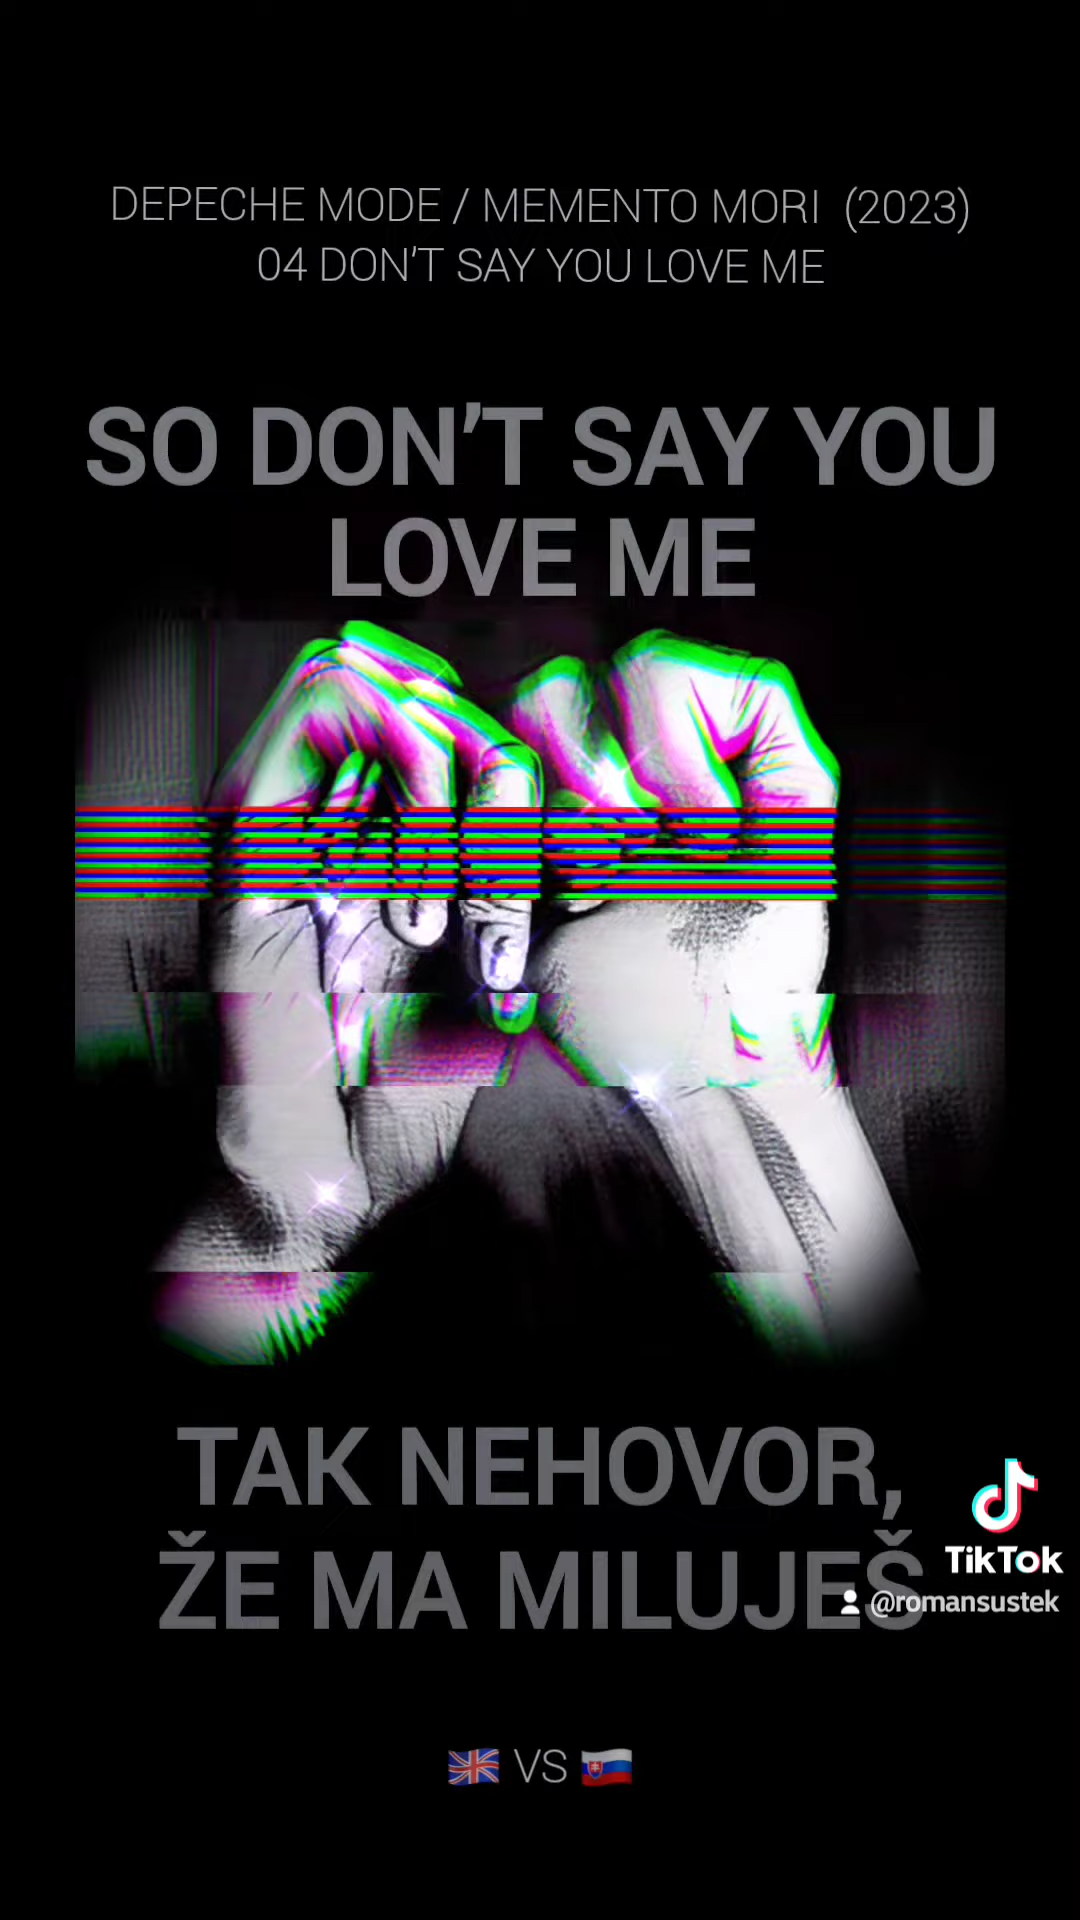 DEPECHE MODE / MEMENTO MORI (2023)
04 DON'T SAY YOU LOVE ME
SO DON'T SAY YOU
LOVE ME
TAK NEHOVOR,
ŽE MA MILUJEŠ
TikTok
@romansustek
VS